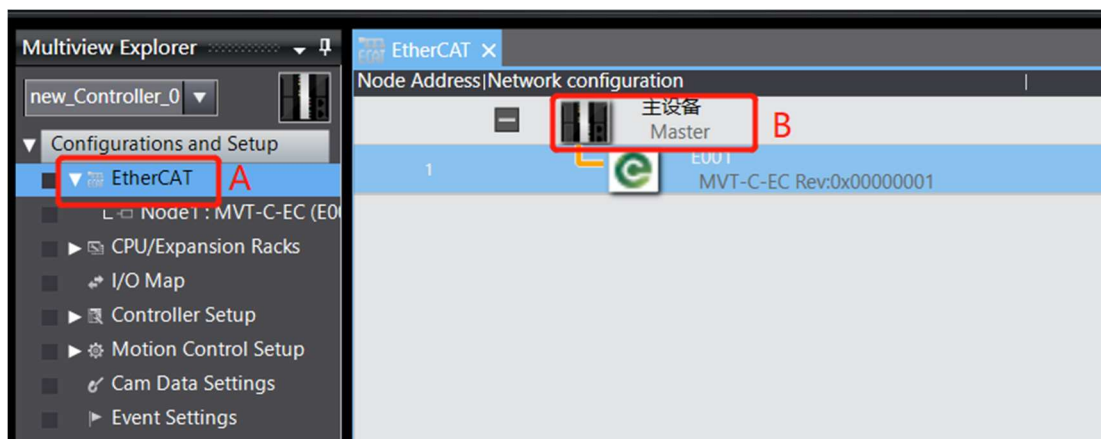 Multiview Explorer
new_Controller_0
Configurations and Setup
EtherCAT
A
Node1 : MVT-C-EC (E00
CPU/Expansion Racks
I/O Map
Controller Setup
Motion Control Setup
Cam Data Settings
Event Settings
EtherCAT
Node Address|Network configuration
主设备
Master
B
1
E001
MVT-C-EC Rev:0x00000001